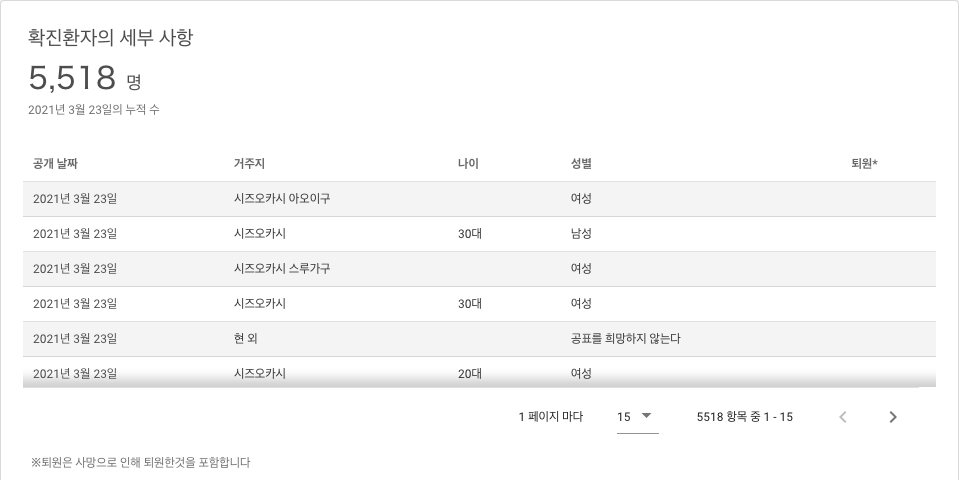 확진환자의 세부 사항
5,518 명
2021년 3월 23일의 누적 수
공개 날짜 거주지 나이 성별 퇴원*
2021년 3월 23일 시즈오카시 아오이구 여성
2021년 3월 23일 시즈오카시 30대 남성
2021년 3월 23일 시즈오카시 스루가구 여성
2021년 3월 23일 시즈오카시 30대 여성
2021년 3월 23일 현 외 공표를 희망하지 않는다
2021년 3월 23일 시즈오카시 20대 여성
1 페이지 마다 15 5518 항목 중 1 - 15
※퇴원은 사망으로 인해 퇴원한것을 포함합니다